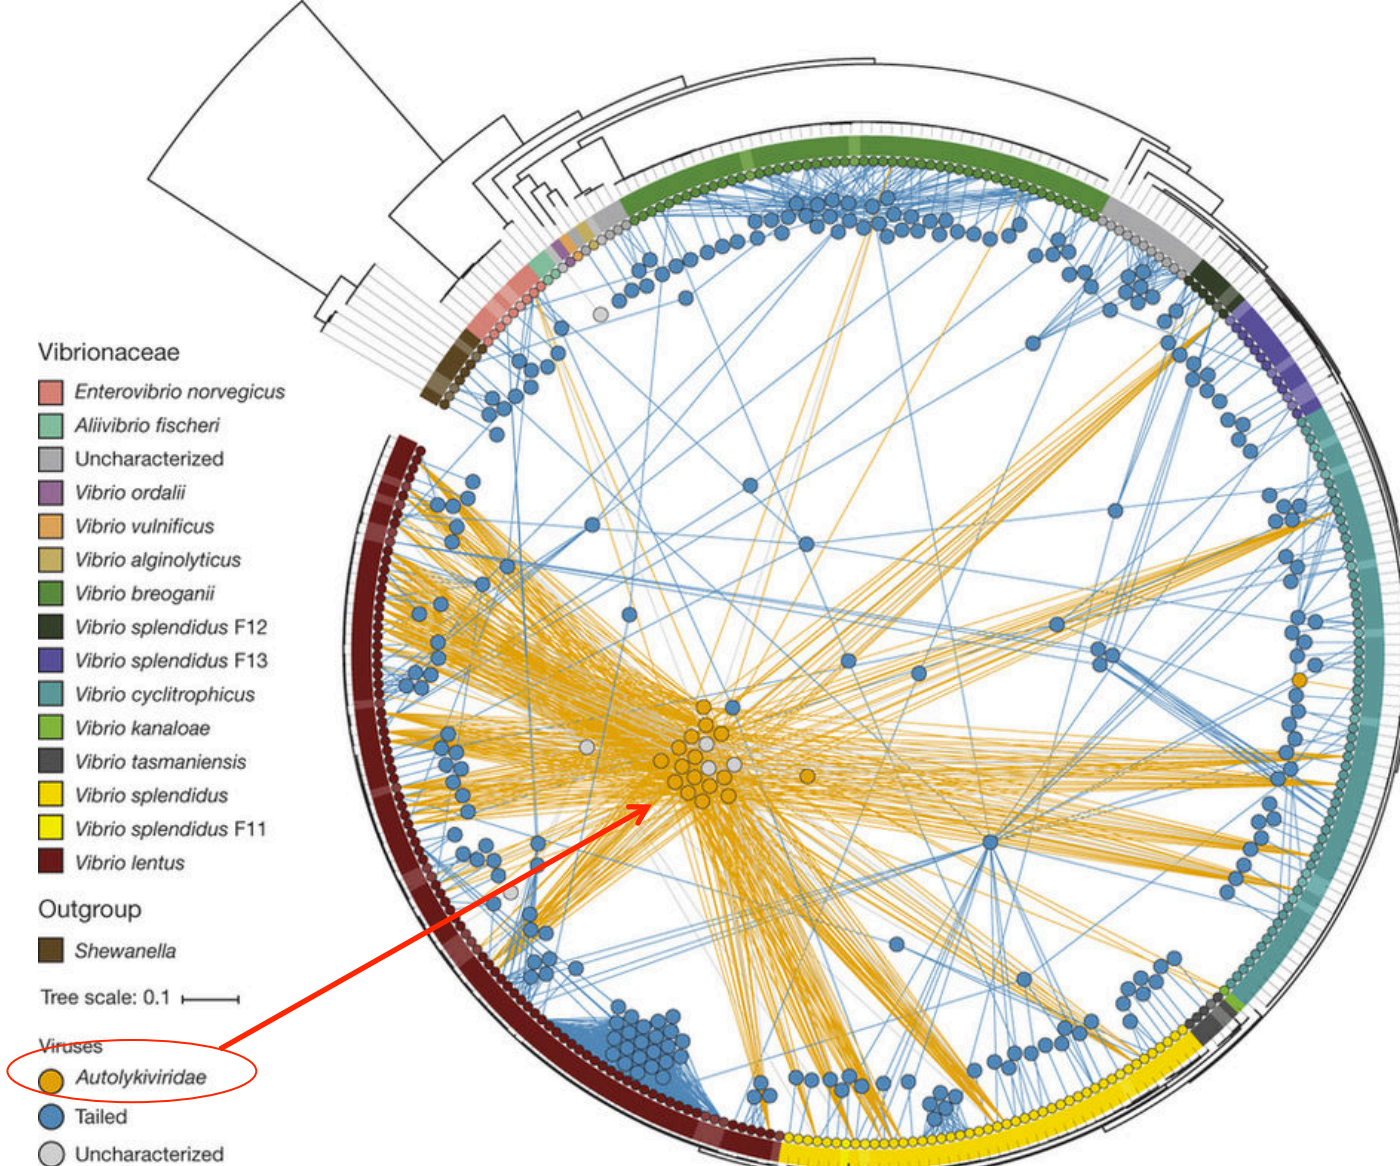 Vibrionaceae
Enterovibrio norvegicus
Aliivibrio fischeri
Uncharacterized
Vibrio ordalii
Vibrio vulnificus
Vibrio alginolyticus
Vibrio breoganii
Vibrio splendidus F12
Vibrio splendidus F13
Vibrio cyclitrophicus
Vibrio kanaloae
Vibrio tasmaniensis
Vibrio splendidus
Vibrio splendidus F11
Vibrio lentus
Outgroup
Shewanella
Tree scale: 0.1
Viruses
Autolykiviridae
Tailed
Uncharacterized